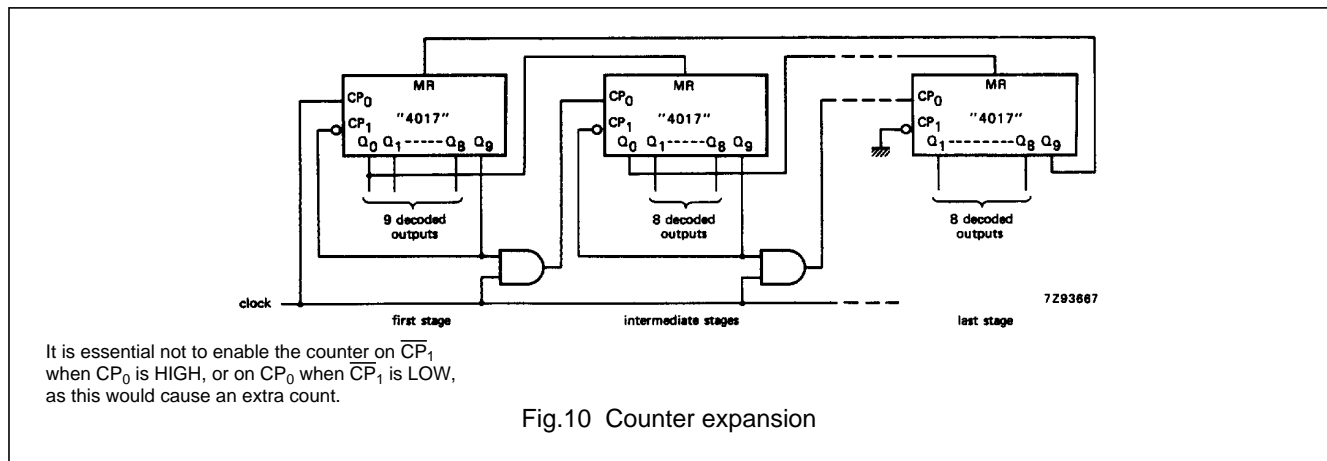 MR MR MR
CP₀ CP₀ CP₀
"4017" "4017" "4017"
CP₁ CP₁ CP₁
Q₀ Q₁ Q₈ Q₉ Q₀ Q₁ Q₈ Q₉ Q₁ Q₈ Q₉
9 decoded 8 decoded 8 decoded
outputs outputs outputs
clock 7Z93667
first stage intermediate stages last stage
It is essential not to enable the counter on C̅P̅₁
when CP₀ is HIGH, or on CP₀ when C̅P̅₁ is LOW,
as this would cause an extra count.
Fig.10 Counter expansion